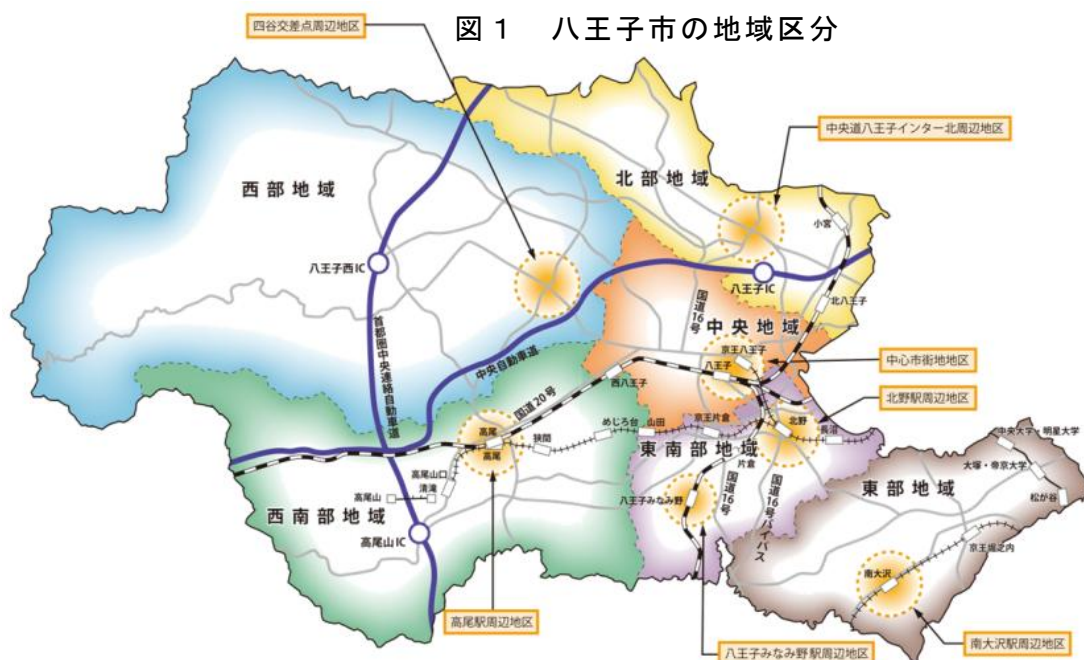 図1 八王子市の地域区分
四谷交差点周辺地区
中央道八王子インター北周辺地区
西部地域
北部地域
小宮
八王子西IC
八王子IC
北八王子
国道16号
中央地域
首都圏中央連絡自動車道
中央自動車道
京王八王子
八王子
中心市街地地区
西八王子
国道20号
北野駅周辺地区
めじろ台
山田
京王片倉
北野
長沼
高尾
高尾
狭間
東南部地域
片倉
中央大学・明星大学
大塚・帝京大学
松が谷
東部地域
高尾山口
清滝
高尾山
八王子みなみ野
国道16号
国道16号バイパス
西南部地域
高尾山IC
京王堀之内
南大沢
高尾駅周辺地区
八王子みなみ野駅周辺地区
南大沢駅周辺地区